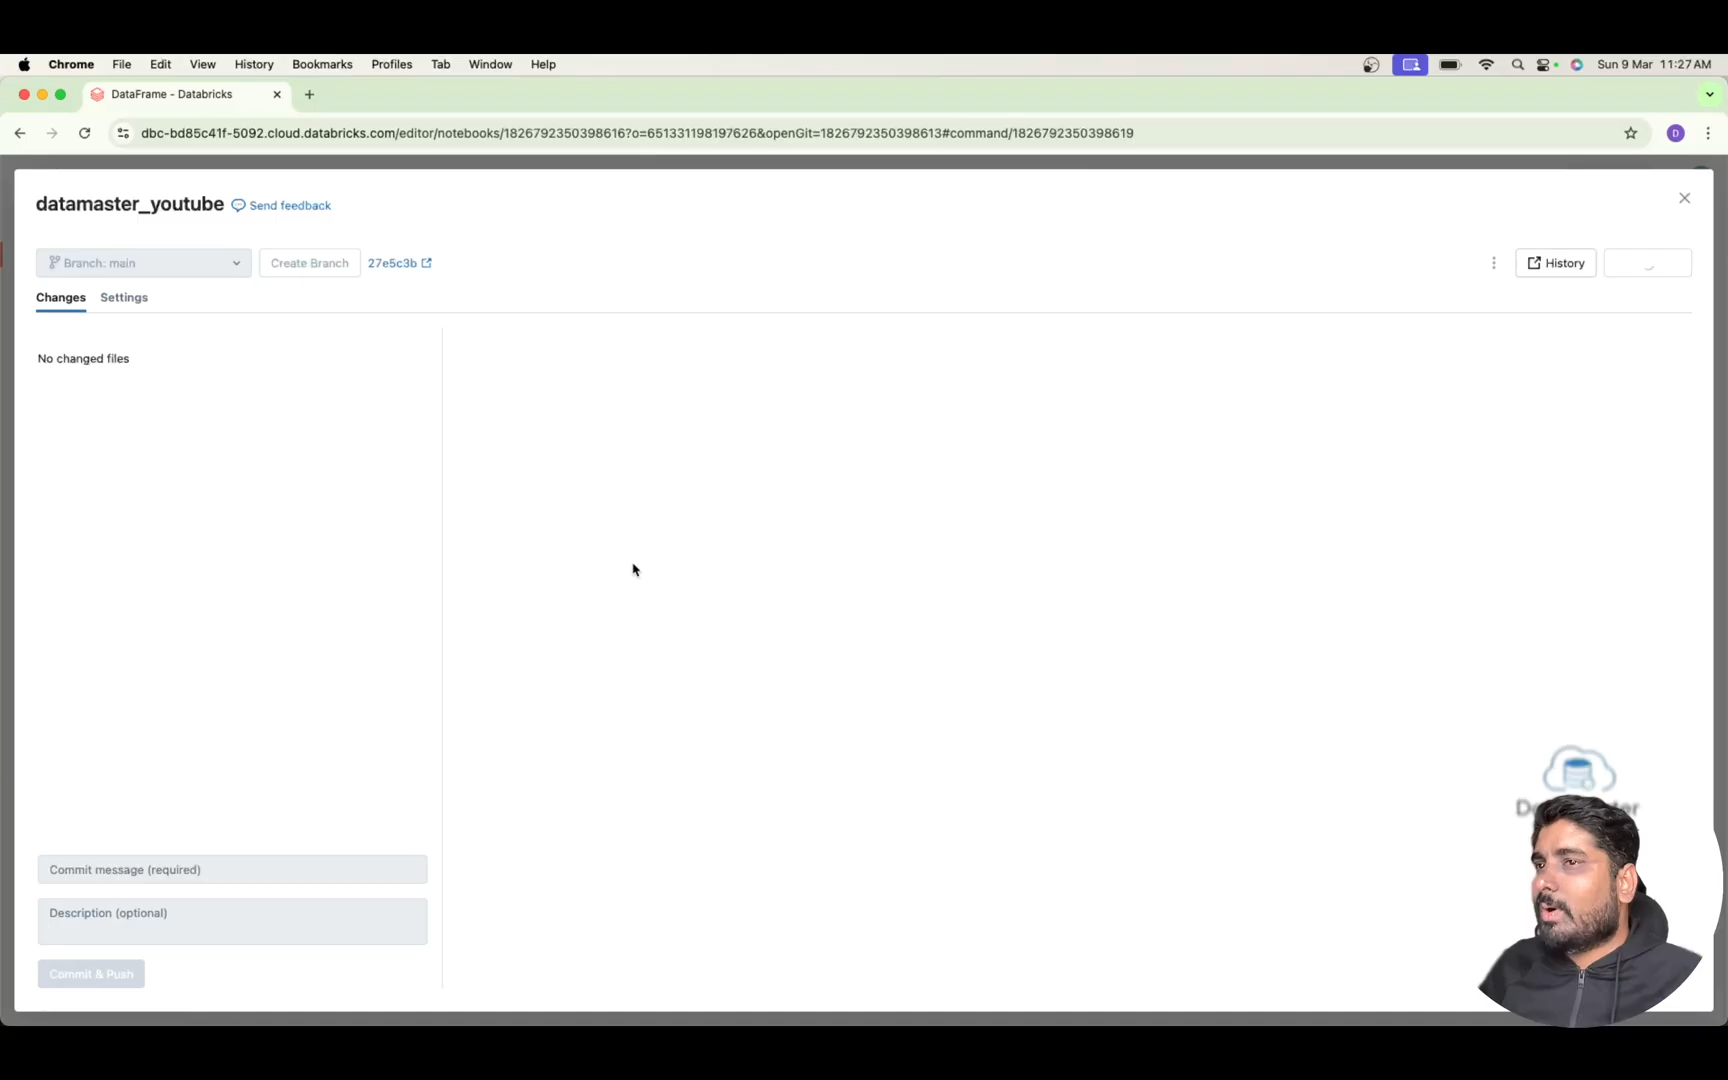 Chrome File Edit View History Bookmarks Profiles Tab Window Help Sun 9 Mar 11:27 AM
DataFrame - Databricks
dbc-bd85c41f-5092.cloud.databricks.com/editor/notebooks/1826792350398616?o=651331198197626&openGit=1826792350398613#command/1826792350398619
D
datamaster_youtube Send feedback
Branch: main Create Branch 27e5c3b History
Changes Settings
No changed files
Commit message (required)
Description (optional)
Commit & Push